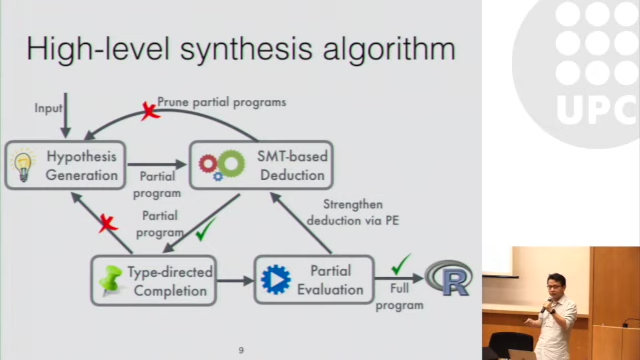 High-level synthesis algorithm
UPC
Input
Prune partial programs
Hypothesis
Generation
Partial
program
SMT-based
Deduction
Partial
program
Strengthen
deduction via PE
Type-directed
Completion
Partial
Evaluation
Full
program
R
9